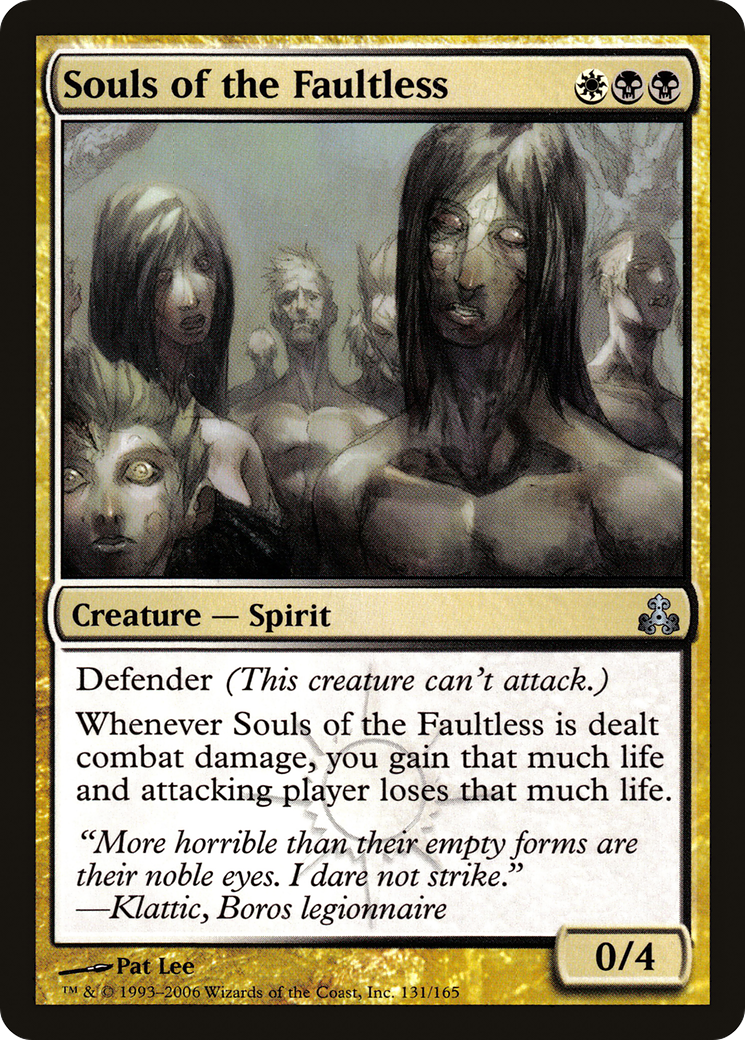 Souls of the Faultless
Creature — Spirit
Defender (This creature can't attack.)
Whenever Souls of the Faultless is dealt
combat damage, you gain that much life
and attacking player loses that much life.
“More horrible than their empty forms are
their noble eyes. I dare not strike.”
—Klattic, Boros legionnaire
0/4
Pat Lee
™ & © 1993–2006 Wizards of the Coast, Inc. 131/165